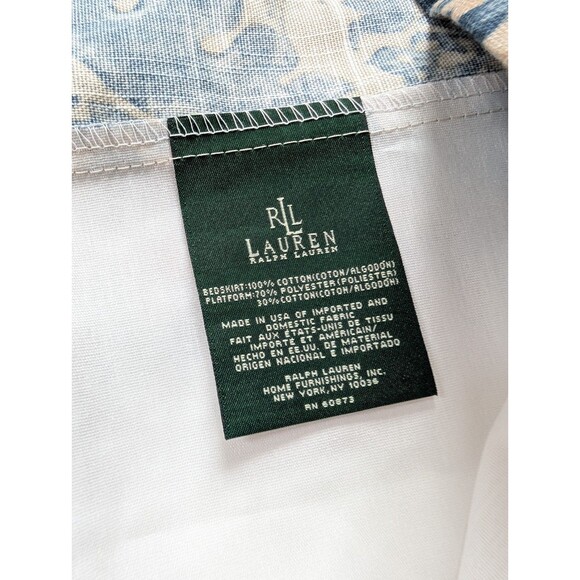 RLL
LAUREN
RALPH LAUREN
BEDSKIRT:100% COTTON(COTON/ALGODÓN)
PLATFORM:70% POLYESTER(POLIESTER)
30% COTTON(COTON/ALGODÓN)
MADE IN USA OF IMPORTED AND
DOMESTIC FABRIC
FAIT AUX ÉTATS-UNIS DE TISSU
IMPORTÉ ET AMÉRICAIN/
HECHO EN EE.UU. DE MATERIAL
ORIGEN NACIONAL E IMPORTADO
RALPH LAUREN
HOME FURNISHINGS, INC.
NEW YORK, NY 10036
RN 60873